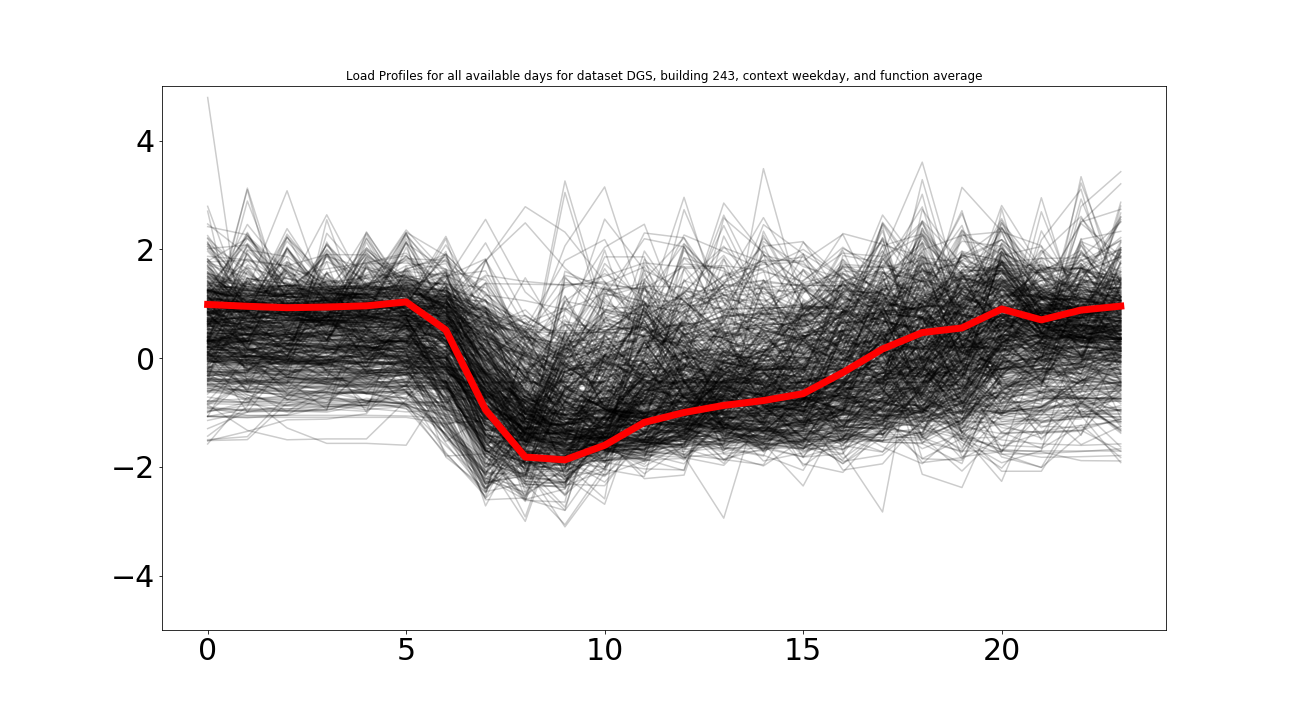 Load Profiles for all available days for dataset DGS, building 243, context weekday, and function average
4
2
0
−2
−4
0 5 10 15 20